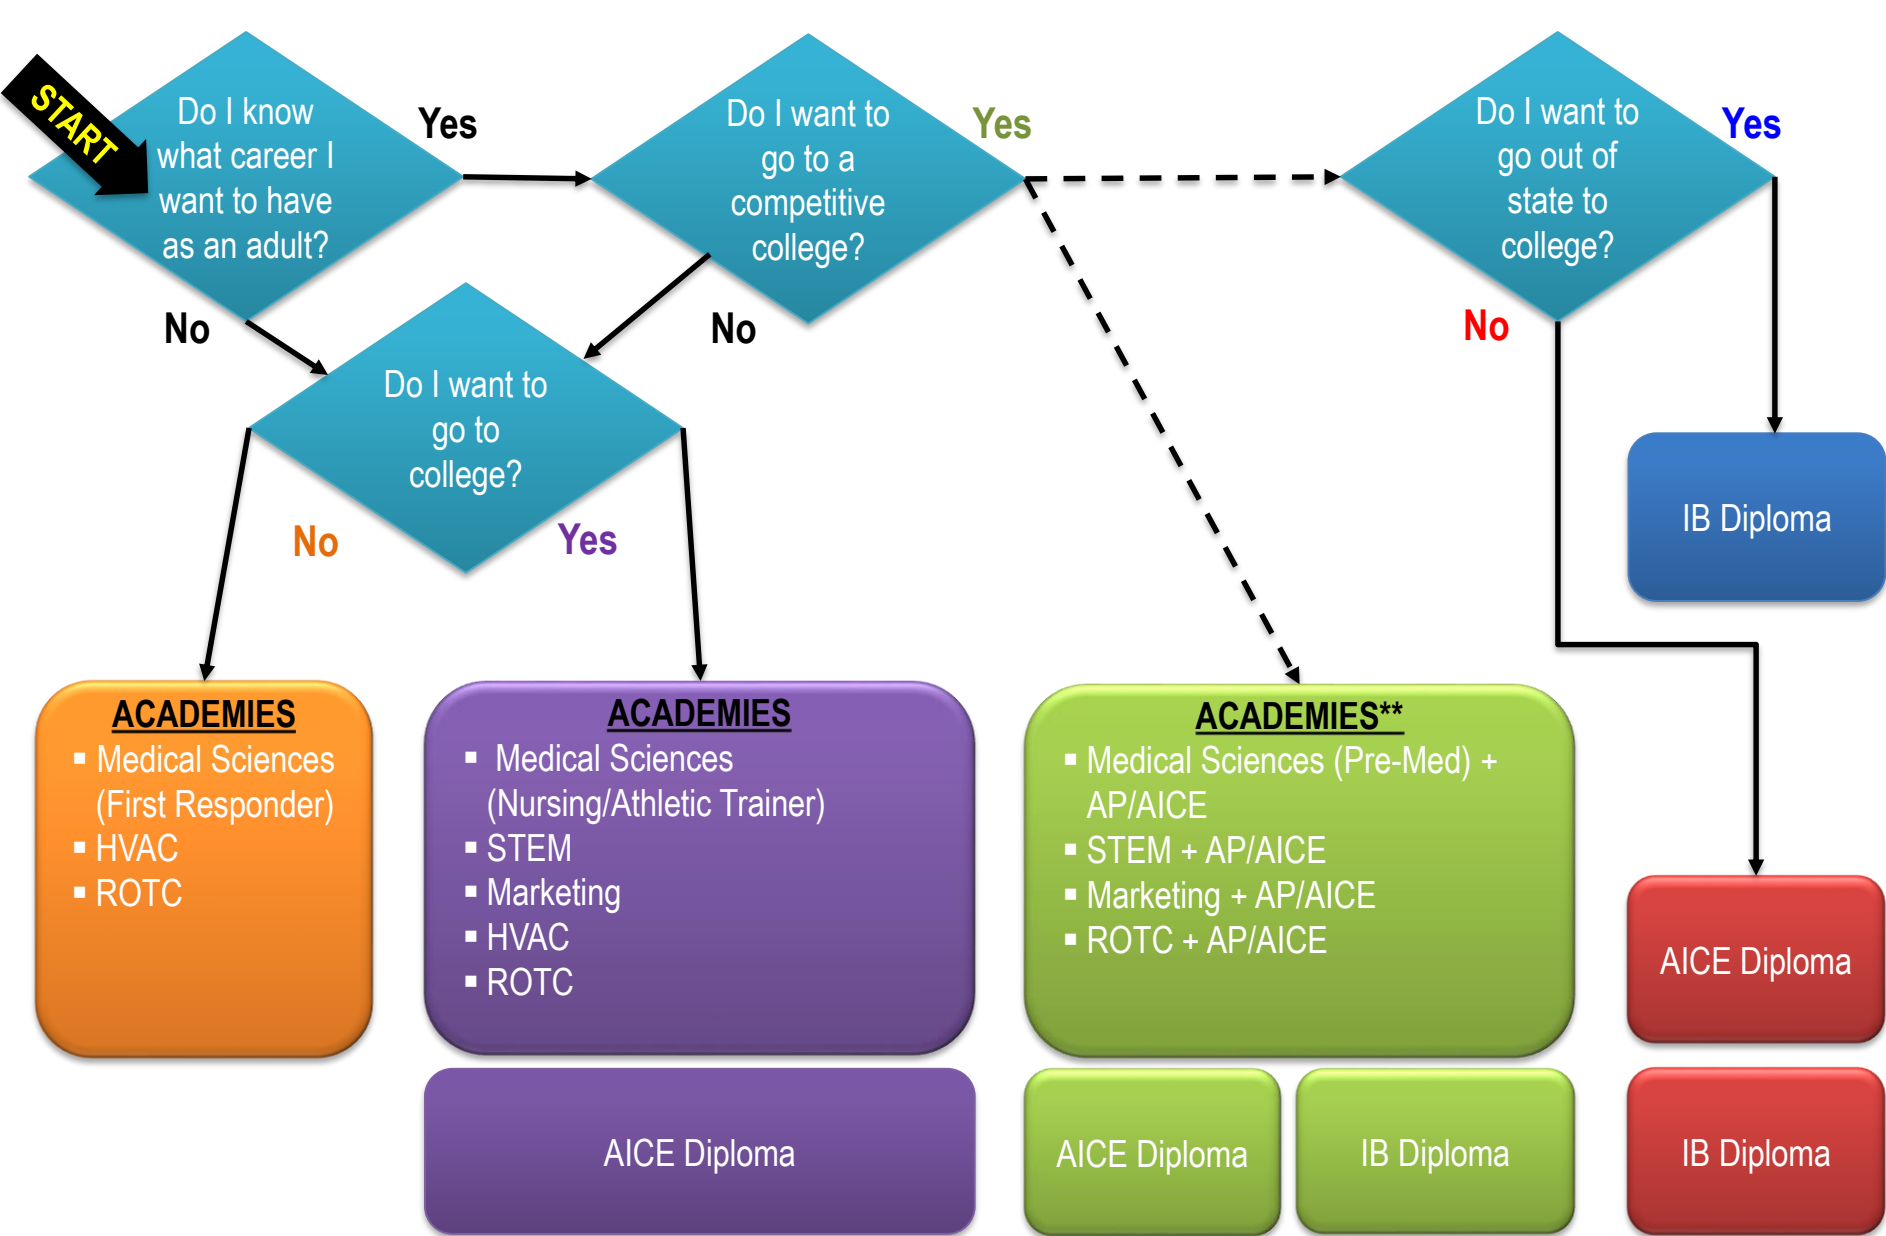 START
Do I know
what career I
want to have
as an adult?
Yes
No
Do I want to
go to a
competitive
college?
Yes
No
Do I want to
go out of
state to
college?
Yes
No
Do I want to
go to
college?
No
Yes
IB Diploma
ACADEMIES
▪ Medical Sciences
(First Responder)
▪ HVAC
▪ ROTC
ACADEMIES
▪ Medical Sciences
(Nursing/Athletic Trainer)
▪ STEM
▪ Marketing
▪ HVAC
▪ ROTC
AICE Diploma
ACADEMIES**
▪ Medical Sciences (Pre-Med) +
AP/AICE
▪ STEM + AP/AICE
▪ Marketing + AP/AICE
▪ ROTC + AP/AICE
AICE Diploma
IB Diploma
AICE Diploma
IB Diploma